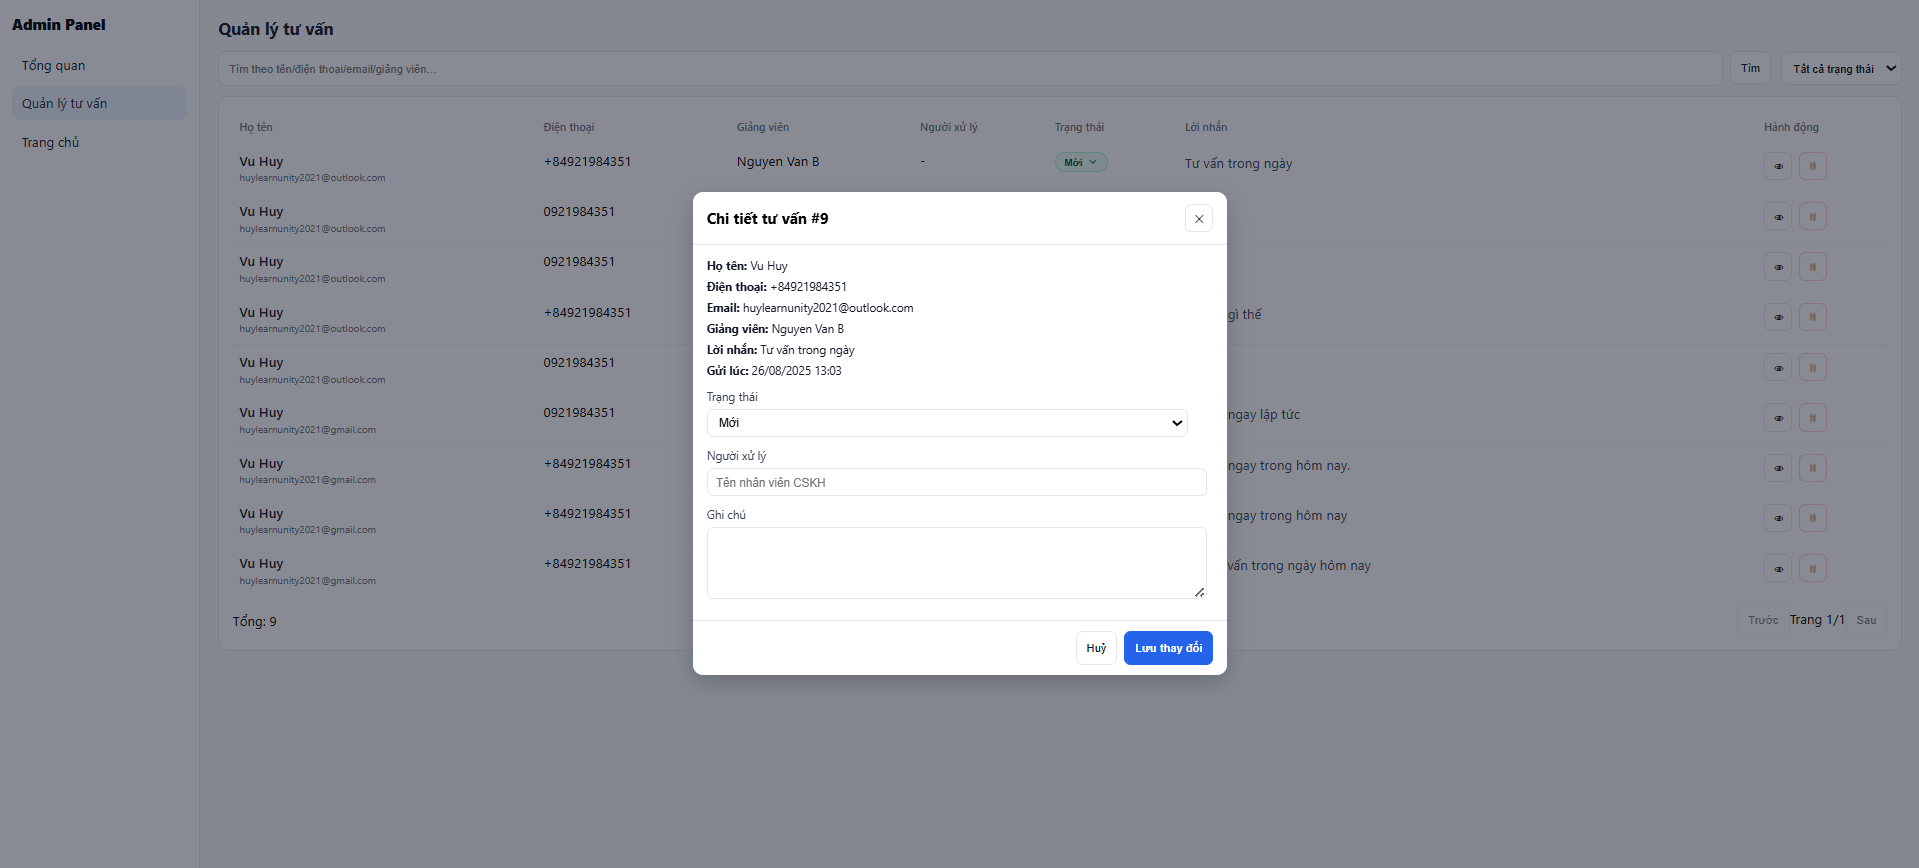 Admin Panel
Tổng quan
Quản lý tư vấn
Trang chủ
Quản lý tư vấn
Tìm theo tên/điện thoại/email/giảng viên...
Tìm
Tất cả trạng thái
Họ tên Điện thoại Giảng viên Người xử lý Trạng thái Lời nhắn Hành động
Vu Huy +84921984351 Nguyen Van B - Mới Tư vấn trong ngày
huylearnunity2021@outlook.com
Vu Huy 0921984351
huylearnunity2021@outlook.com
Vu Huy 0921984351
huylearnunity2021@outlook.com
Vu Huy +84921984351 gì thế
huylearnunity2021@outlook.com
Vu Huy 0921984351
huylearnunity2021@outlook.com
Vu Huy 0921984351 ngay lập tức
huylearnunity2021@gmail.com
Vu Huy +84921984351 ngay trong hôm nay.
huylearnunity2021@gmail.com
Vu Huy +84921984351 ngay trong hôm nay
huylearnunity2021@gmail.com
Vu Huy +84921984351 vấn trong ngày hôm nay
huylearnunity2021@gmail.com
Tổng: 9
Trước Trang 1/1 Sau
Chi tiết tư vấn #9
Họ tên: Vu Huy
Điện thoại: +84921984351
Email: huylearnunity2021@outlook.com
Giảng viên: Nguyen Van B
Lời nhắn: Tư vấn trong ngày
Gửi lúc: 26/08/2025 13:03
Trạng thái
Mới
Người xử lý
Tên nhân viên CSKH
Ghi chú
Huỷ
Lưu thay đổi